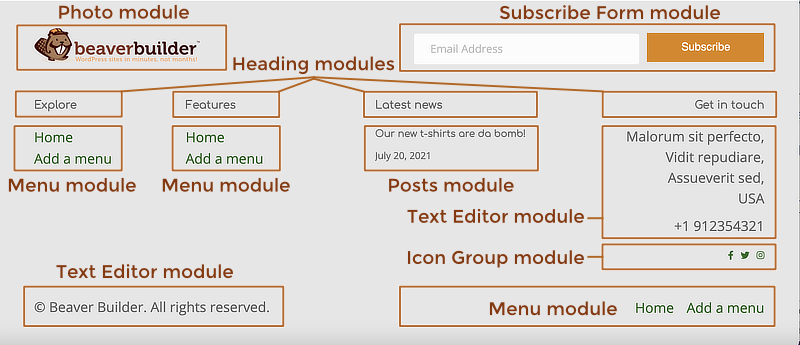 Photo module
Subscribe Form module
beaverbuilder™
WordPress sites in minutes, not months!
Email Address
Subscribe
Heading modules
Explore
Features
Latest news
Get in touch
Home
Add a menu
Menu module
Home
Add a menu
Menu module
Our new t-shirts are da bomb!
July 20, 2021
Posts module
Malorum sit perfecto,
Vidit repudiare,
Assueverit sed,
USA
+1 912354321
Text Editor module
Icon Group module
Text Editor module
© Beaver Builder. All rights reserved.
Menu module
Home Add a menu